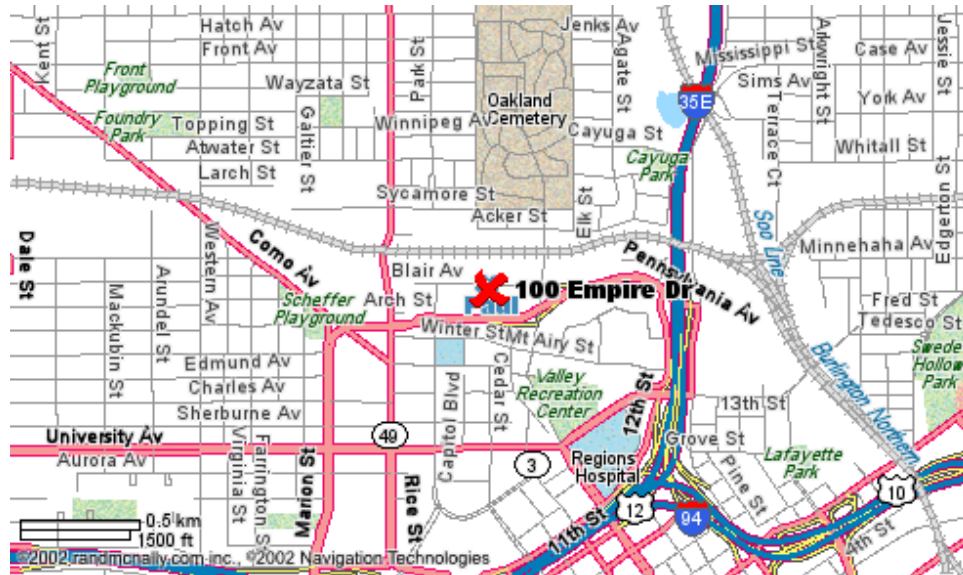 Hatch Av
Front Av
Kent St
Park St
Jenks Av
Agate St
Mississippi St
Arkwright St
Case Av
Jessie St
Front
Playground
Wayzata St
Sims Av
Foundry
Park
Galtier St
Oakland
Cemetery
35E
York Av
Topping St
Winnipeg Av
Cayuga St
Terrace Ct
Atwater St
Whitall St
Larch St
Cayuga
Park
Sycamore St
Acker St
Elk St
Edgequon St
Dale St
Western Av
Como Av
Soo Line
Minnehaha Av
Blair Av
Pennsylvania Av
Mackubin St
Arundel St
Scheffer
Playground
Arch St
100 Empire Dr
Paul
Fred St
Tedesco St
Winter St
Mt Airy St
Edmund Av
Cedar St
Valley
Recreation
Center
12th St
Burlington Northern
Swede
Hollow
Park
Charles Av
Capitol Blvd
13th St
Sherburne Av
University Av
49
Grove St
Aurora Av
Virginia St
Farrington S
Marion St
Rice St
3
Regions
Hospital
Pine St
Lafayette
Park
10
12
94
11th St
4th St
0.5 km
1500 ft
©2002 randmcnally.com inc., ©2002 Navigation Technologies